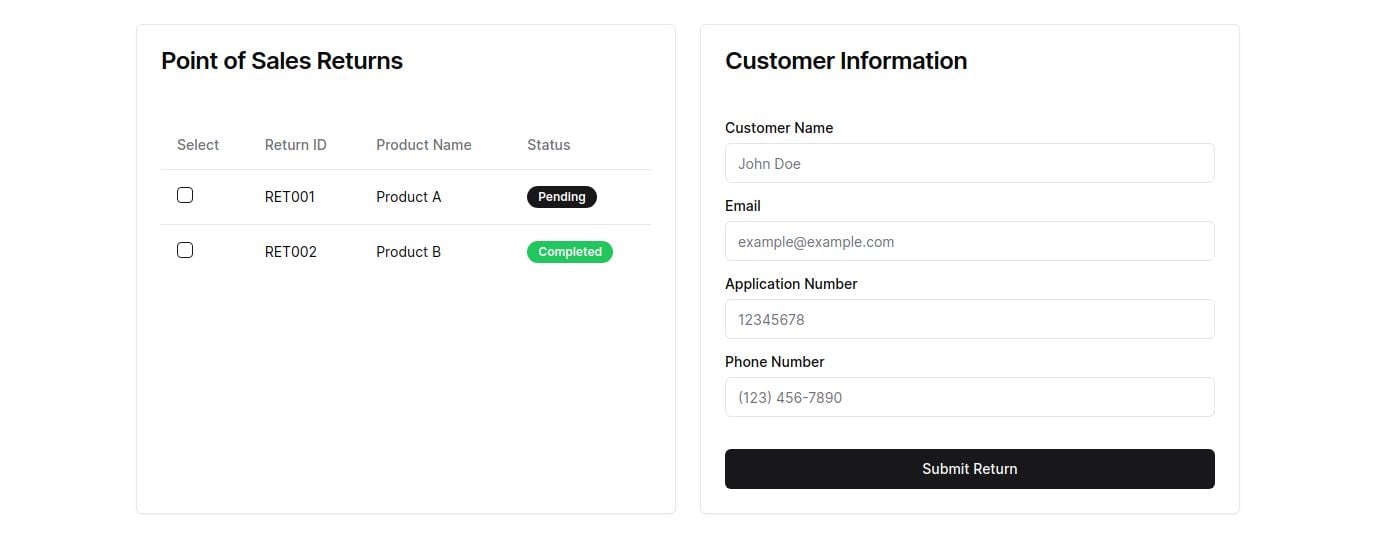 Point of Sales Returns
Select Return ID Product Name Status
RET001 Product A Pending
RET002 Product B Completed
Customer Information
Customer Name
John Doe
Email
example@example.com
Application Number
12345678
Phone Number
(123) 456-7890
Submit Return